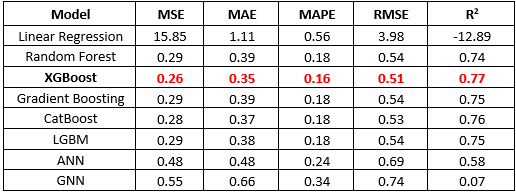 Model MSE MAE MAPE RMSE R²
Linear Regression 15.85 1.11 0.56 3.98 -12.89
Random Forest 0.29 0.39 0.18 0.54 0.74
XGBoost 0.26 0.35 0.16 0.51 0.77
Gradient Boosting 0.29 0.39 0.18 0.54 0.75
CatBoost 0.28 0.37 0.18 0.53 0.76
LGBM 0.29 0.38 0.18 0.54 0.75
ANN 0.48 0.48 0.24 0.69 0.58
GNN 0.55 0.66 0.34 0.74 0.07